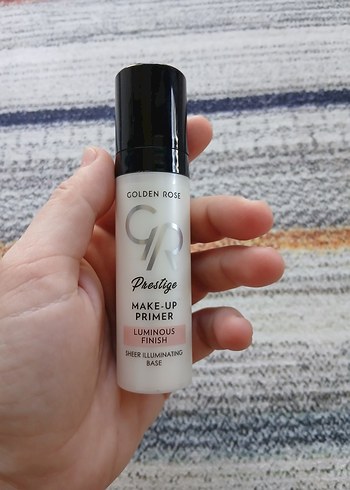 GOLDEN ROSE
GR
Prestige
MAKE-UP
PRIMER
LUMINOUS
FINISH
SHEER ILLUMINATING
BASE